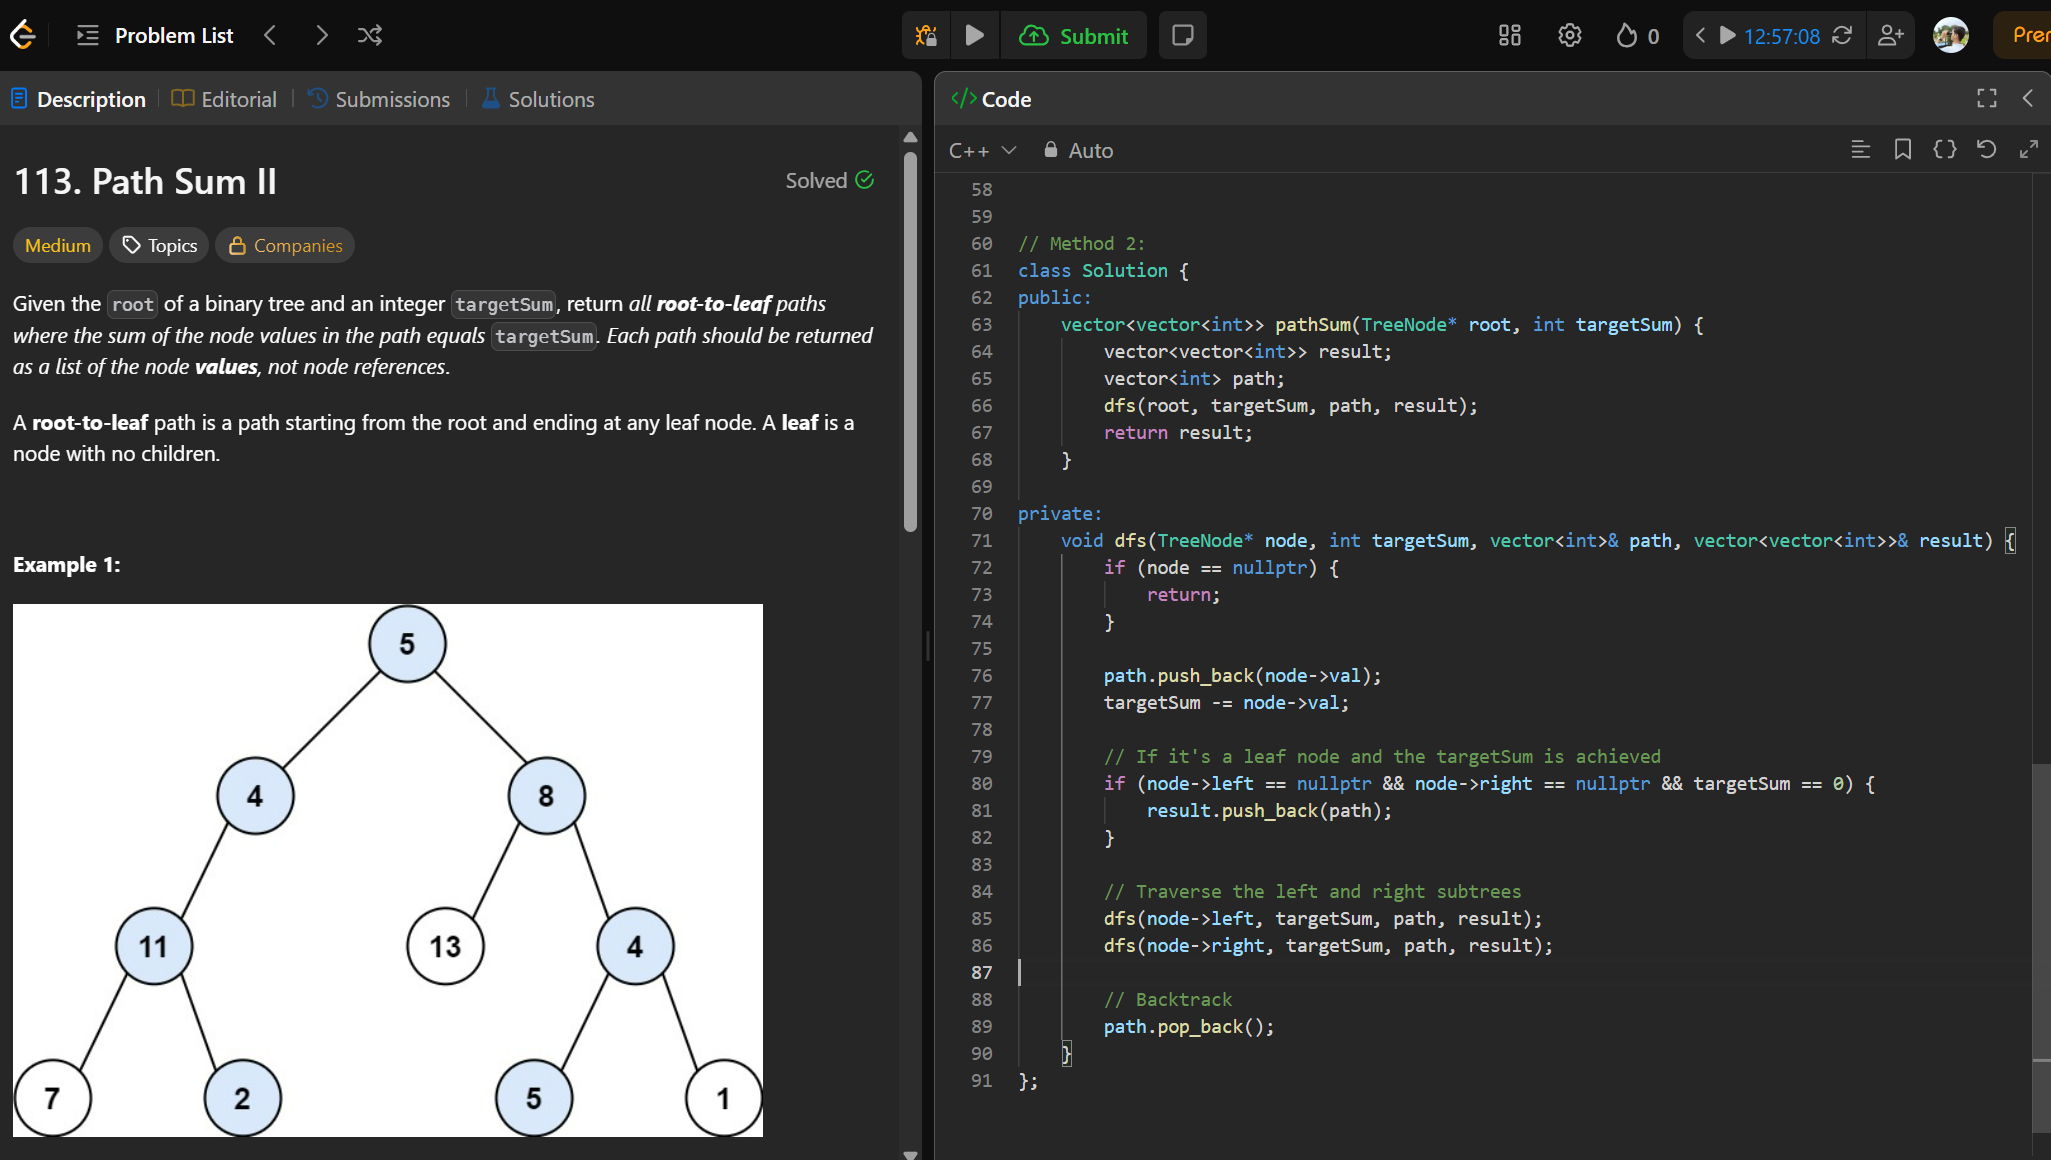 Problem List
Submit
0
12:57:08
Description
Editorial
Submissions
Solutions
113. Path Sum II
Solved
Medium
Topics
Companies
Given the root of a binary tree and an integer targetSum, return all root-to-leaf paths
where the sum of the node values in the path equals targetSum. Each path should be returned
as a list of the node values, not node references.
A root-to-leaf path is a path starting from the root and ending at any leaf node. A leaf is a
node with no children.
Example 1:
5
4
8
11
13
4
7
2
5
1
</> Code
C++
Auto
58
59
60 // Method 2:
61 class Solution {
62 public:
63 vector<vector<int>> pathSum(TreeNode* root, int targetSum) {
64 vector<vector<int>> result;
65 vector<int> path;
66 dfs(root, targetSum, path, result);
67 return result;
68 }
69
70 private:
71 void dfs(TreeNode* node, int targetSum, vector<int>& path, vector<vector<int>>& result) {
72 if (node == nullptr) {
73 return;
74 }
75
76 path.push_back(node->val);
77 targetSum -= node->val;
78
79 // If it's a leaf node and the targetSum is achieved
80 if (node->left == nullptr && node->right == nullptr && targetSum == 0) {
81 result.push_back(path);
82 }
83
84 // Traverse the left and right subtrees
85 dfs(node->left, targetSum, path, result);
86 dfs(node->right, targetSum, path, result);
87
88 // Backtrack
89 path.pop_back();
90 }
91 };